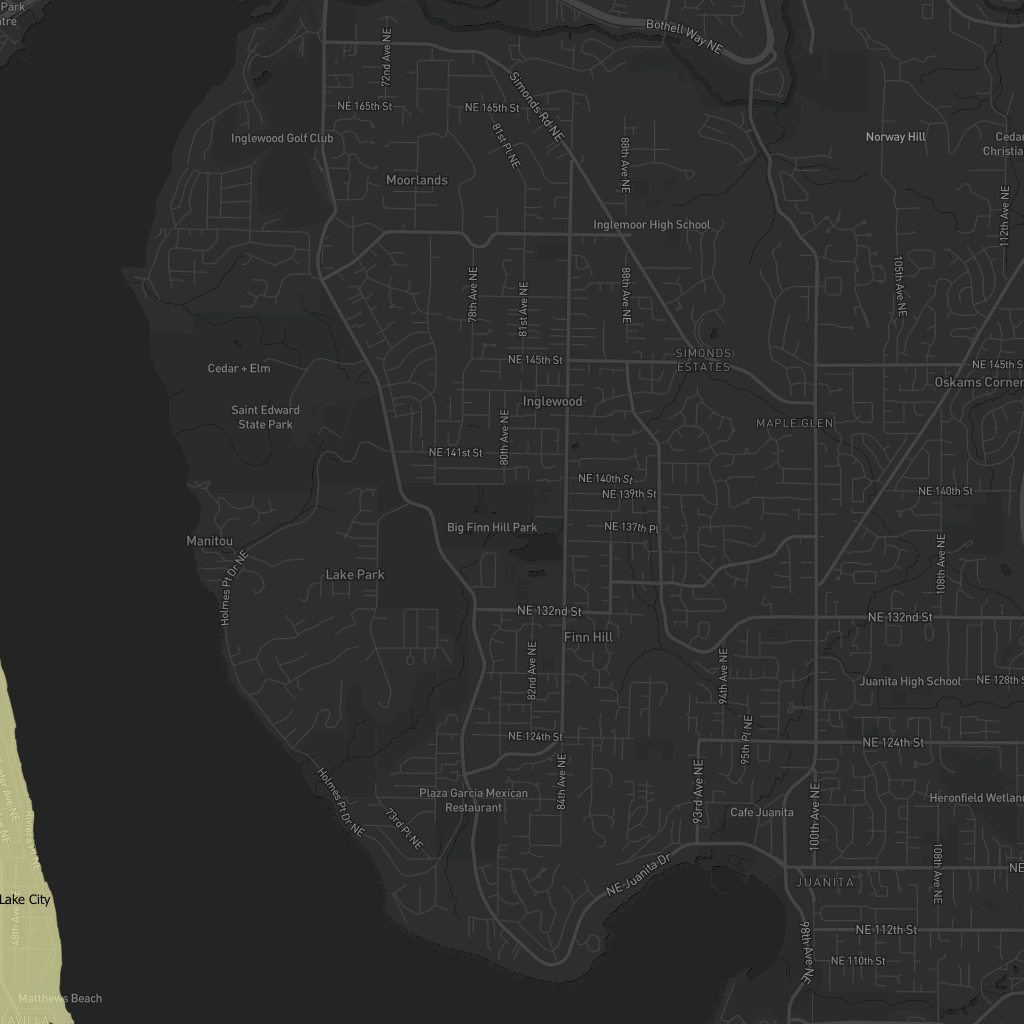 Park
Bothell Way NE
72nd Ave NE
NE 165th St
NE 165th St
Simonds Rd NE
Inglewood Golf Club
81st Pl NE
88th Ave NE
Norway Hill
Cedar
Christia
Moorlands
112th Ave NE
Inglemoor High School
78th Ave NE
81st Ave NE
88th Ave NE
105th Ave NE
NE 145th St
SIMONDS
ESTATES
NE 145th S
Cedar + Elm
Oskams Corner
Inglewood
Saint Edward
State Park
80th Ave NE
MAPLE GLEN
NE 141st St
NE 140th St
NE 139th St
NE 140th St
Big Finn Hill Park
NE 137th Pl
Manitou
108th Ave NE
Lake Park
Holmes Pt Dr NE
NE 132nd St
NE 132nd St
Finn Hill
82nd Ave NE
94th Ave NE
Juanita High School
NE 128th S
NE 124th St
95th Pl NE
NE 124th St
Holmes Pt Dr NE
84th Ave NE
93rd Ave NE
Plaza Garcia Mexican
Restaurant
Heronfield Wetland
73rd Pl NE
Cafe Juanita
100th Ave NE
108th Ave NE
NE Juanita Dr
NE
JUANITA
Lake City
48th Ave NE
98th Ave NE
NE 112th St
NE 110th St
Matthews Beach
LAVILLA